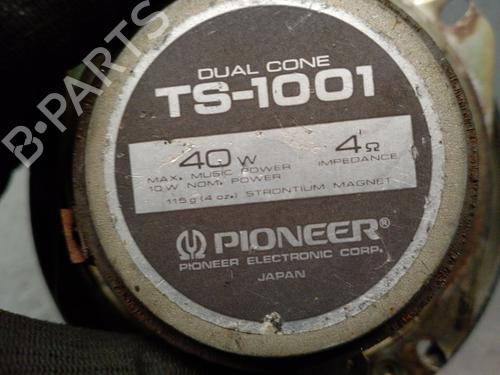 DUAL CONE
TS-1001
40W 4Ω
MAX. MUSIC POWER IMPEDANCE
10W NOM. POWER
115g (4 oz.) STRONTIUM MAGNET
PIONEER®
PIONEER ELECTRONIC CORP.
JAPAN
B-PARTS